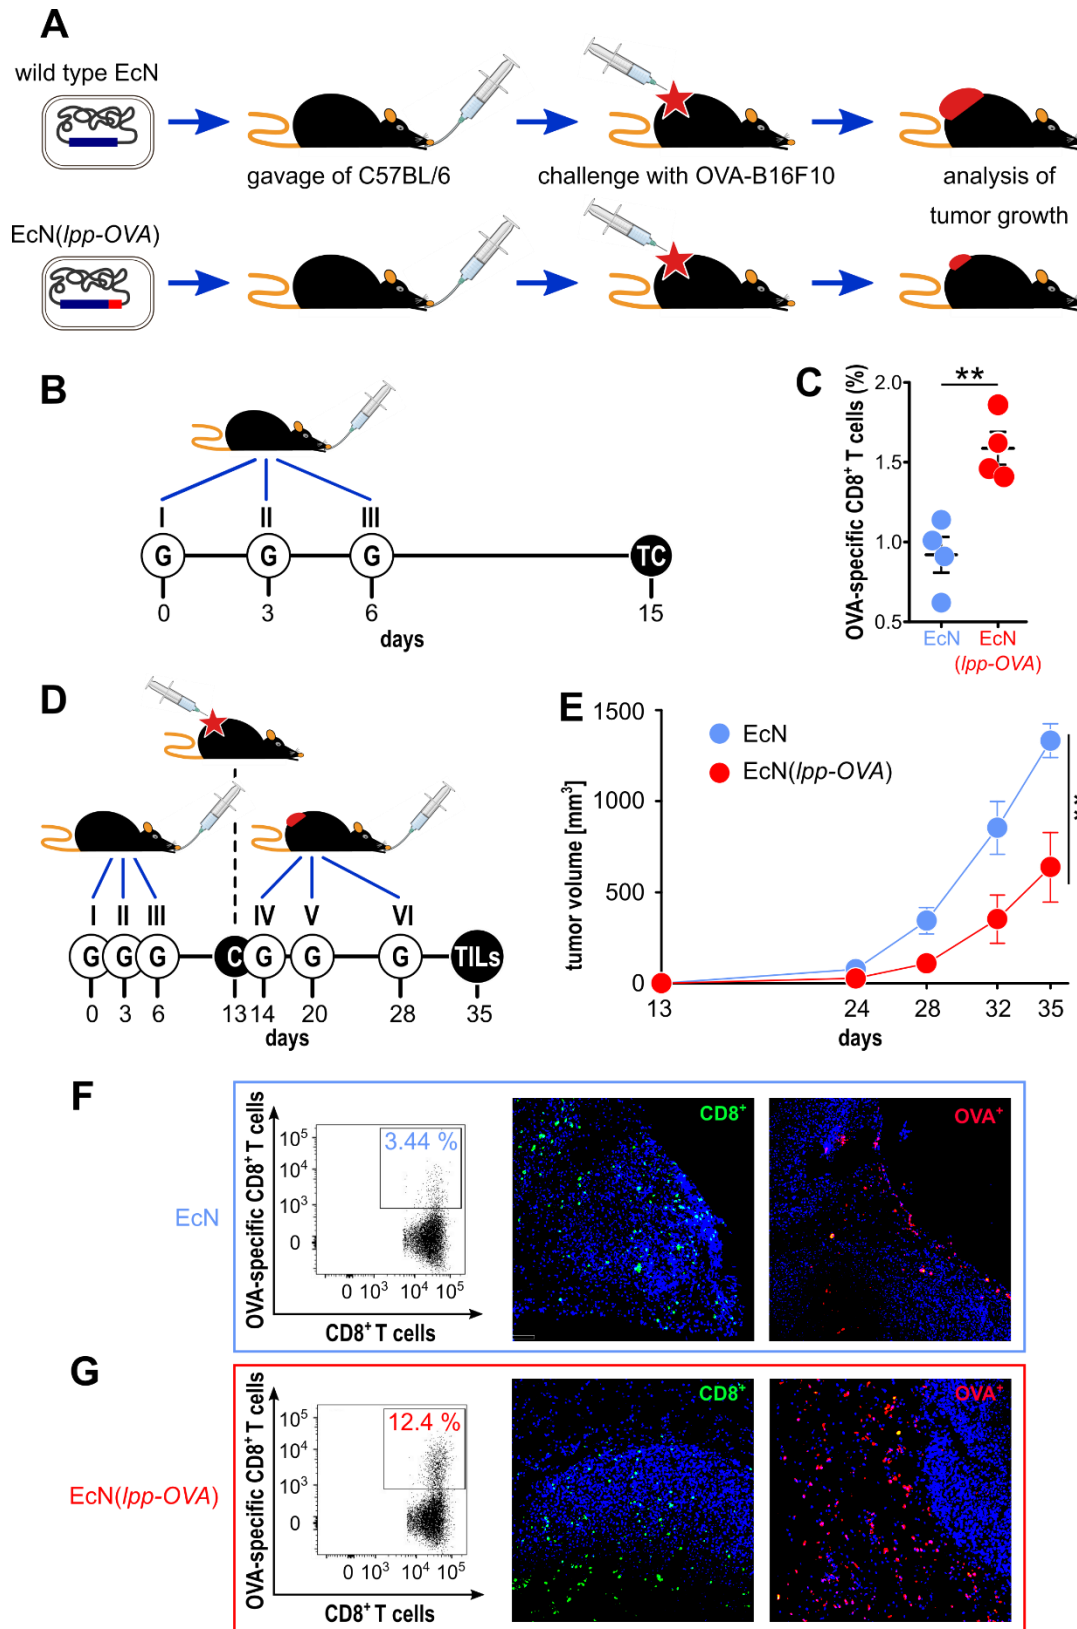 A
wild type EcN
gavage of C57BL/6
challenge with OVA-B16F10
analysis of
tumor growth
EcN(lpp-OVA)
B
I II III
G G G TC
0 3 6 15
days
C
OVA-specific CD8⁺ T cells (%)
2.0
1.5
1.0
0.5
**
EcN
EcN
(lpp-OVA)
D
I II III IV V VI
G G G C G G G TILs
0 3 6 13 14 20 28 35
days
E
tumor volume [mm³]
1500
1000
500
0
EcN
EcN(lpp-OVA)
**
13 24 28 32 35
days
F
EcN
OVA-specific CD8⁺ T cells
10⁵
10⁴
10³
0
3.44 %
0 10³ 10⁴ 10⁵
CD8⁺ T cells
CD8⁺
OVA⁺
G
EcN(lpp-OVA)
OVA-specific CD8⁺ T cells
10⁵
10⁴
10³
0
12.4 %
0 10³ 10⁴ 10⁵
CD8⁺ T cells
CD8⁺
OVA⁺